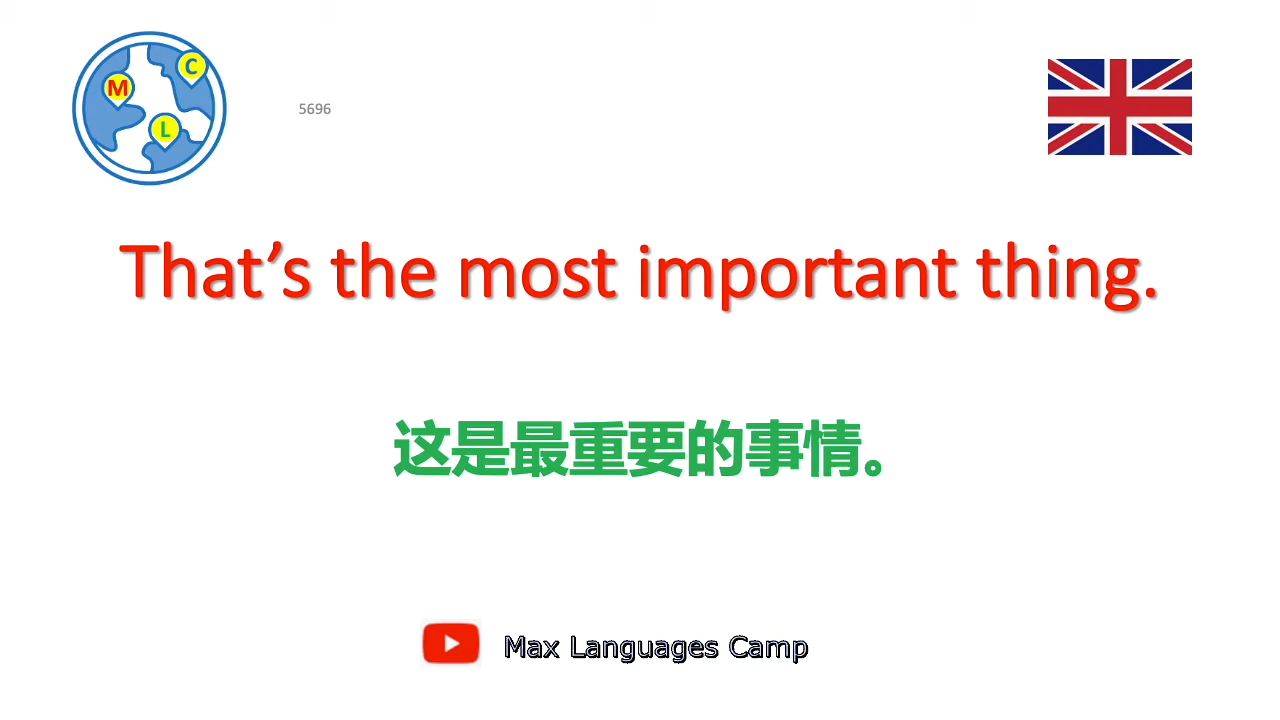 M
C
L
5696
That’s the most important thing.
这是最重要的事情。
Max Languages Camp